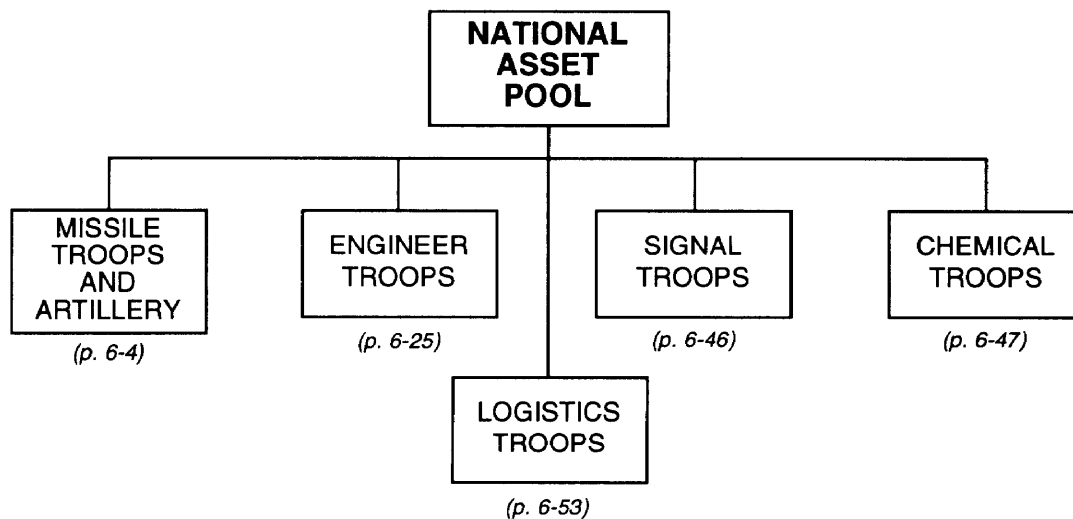 NATIONAL
ASSET
POOL
MISSILE
TROOPS
AND
ARTILLERY
(p. 6-4)
ENGINEER
TROOPS
(p. 6-25)
SIGNAL
TROOPS
(p. 6-46)
CHEMICAL
TROOPS
(p. 6-47)
LOGISTICS
TROOPS
(p. 6-53)